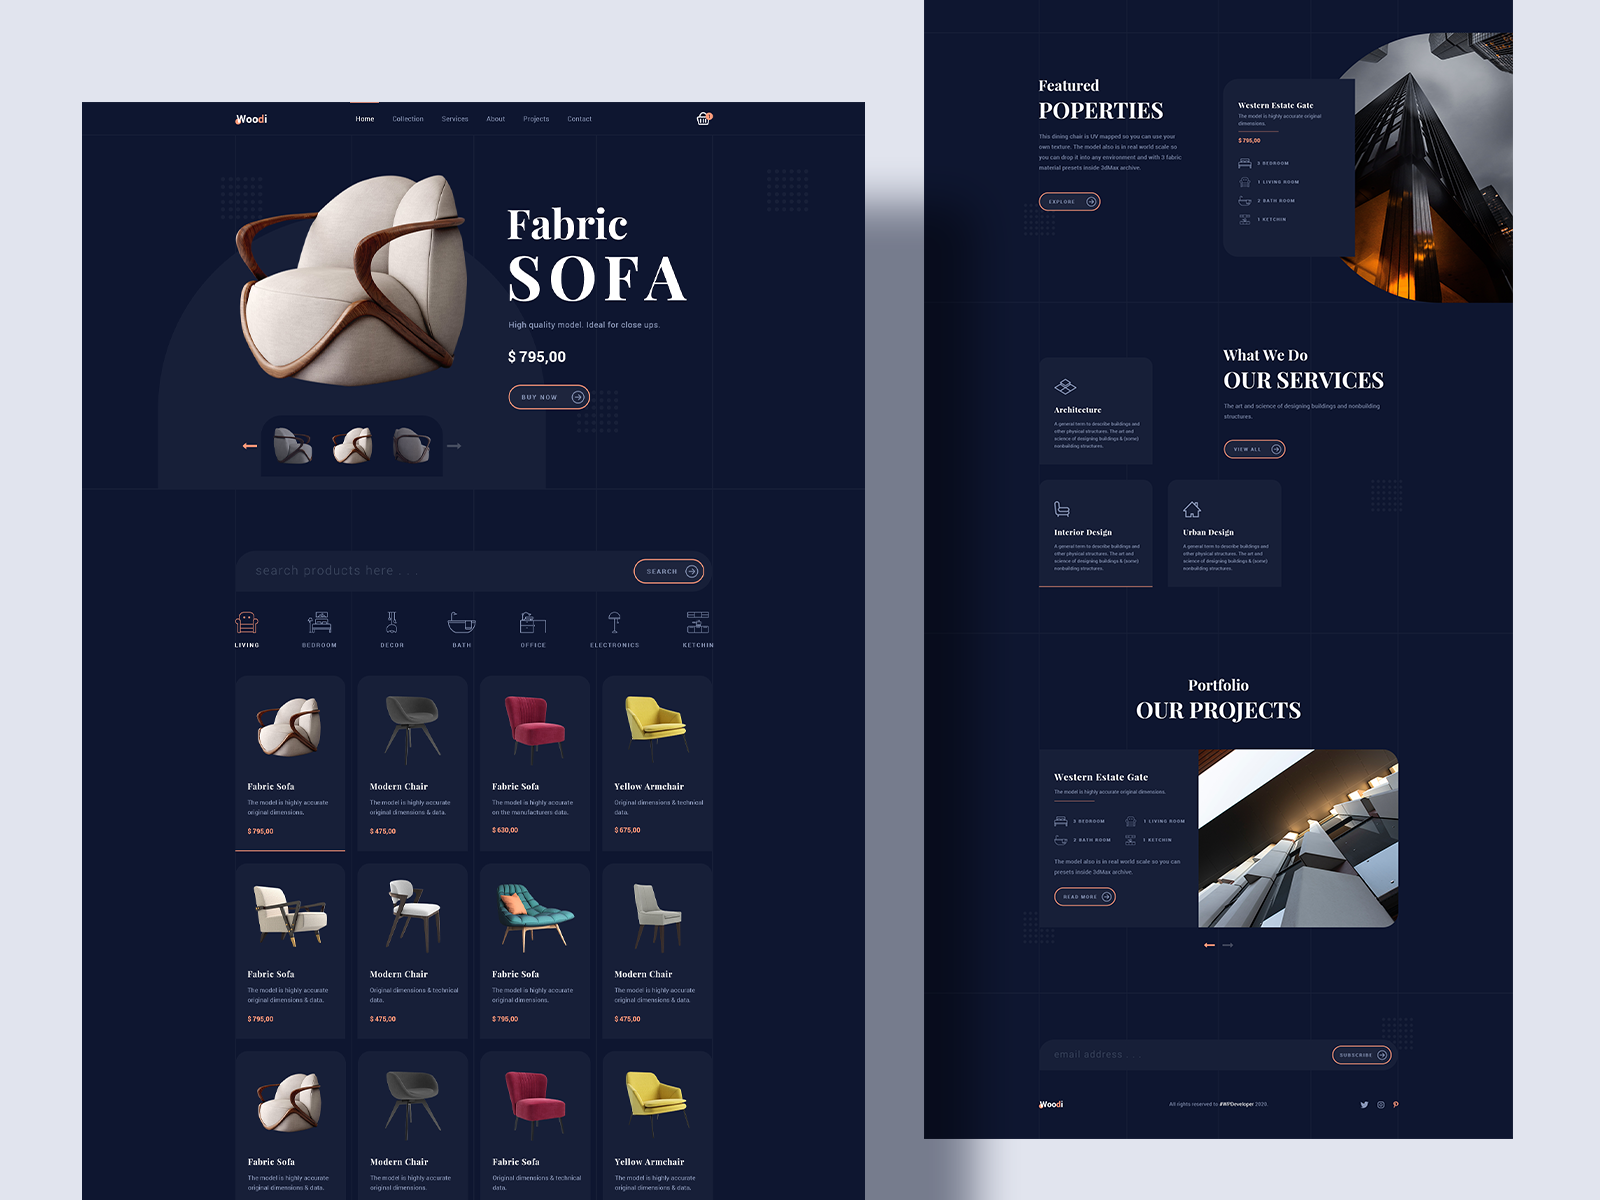 Woodi
Home Collection Services About Projects Contact
1
Fabric
SOFA
High quality model. Ideal for close ups.
$ 795,00
BUY NOW
search products here . . .
SEARCH
LIVING BEDROOM DECOR BATH OFFICE ELECTRONICS KETCHIN
Fabric Sofa
The model is highly accurate
original dimensions.
$ 795,00
Modern Chair
The model is highly accurate
original dimensions & data.
$ 475,00
Fabric Sofa
The model is highly accurate
on the manufacturers data.
$ 630,00
Yellow Armchair
Original dimensions & technical
data.
$ 675,00
Fabric Sofa
The model is highly accurate
original dimensions & data.
$ 795,00
Modern Chair
Original dimensions & technical
data.
$ 475,00
Fabric Sofa
The model is highly accurate
original dimensions.
$ 795,00
Modern Chair
The model is highly accurate
original dimensions & data.
$ 475,00
Fabric Sofa
The model is highly accurate
original dimensions & data.
Modern Chair
The model is highly accurate
original dimensions.
Fabric Sofa
Original dimensions & technical
data.
Yellow Armchair
The model is highly accurate
original dimensions & data.
Featured
POPERTIES
This dining chair is UV mapped so you can use your
own texture. The model also is in real world scale so
you can drop it into any environment and with 3 fabric
material presets inside 3dMax archive.
EXPLORE
Western Estate Gate
The model is highly accurate original
dimensions.
$ 795,00
3 BEDROOM
1 LIVING ROOM
2 BATH ROOM
1 KETCHIN
What We Do
OUR SERVICES
The art and science of designing buildings and nonbuilding
structures.
VIEW ALL
Architecture
A general term to describe buildings and
other physical structures. The art and
science of designing buildings & (some)
nonbuilding structures.
Interior Design
A general term to describe buildings and
other physical structures. The art and
science of designing buildings & (some)
nonbuilding structures.
Urban Design
A general term to describe buildings and
other physical structures. The art and
science of designing buildings & (some)
nonbuilding structures.
Portfolio
OUR PROJECTS
Western Estate Gate
The model is highly accurate original dimensions.
3 BEDROOM 1 LIVING ROOM
2 BATH ROOM 1 KETCHIN
The model also is in real world scale so you can
presets inside 3dMax archive.
READ MORE
email address . . .
SUBSCRIBE
Woodi
All rights reserved to #WPDeveloper 2020.